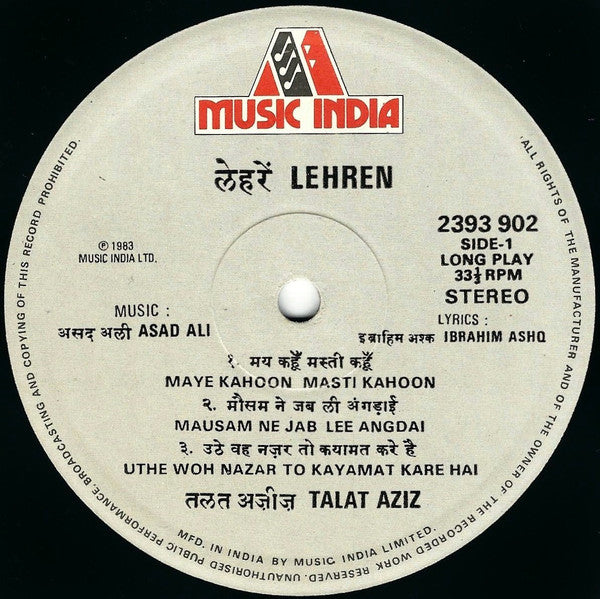 MUSIC INDIA
लेहरें LEHREN
2393 902
SIDE-1
LONG PLAY
33⅓ RPM
STEREO
℗ 1983
MUSIC INDIA LTD.
MUSIC :
असद अली ASAD ALI
LYRICS :
इब्राहिम अश्क IBRAHIM ASHQ
१. मय कहूँ मस्ती कहूँ
MAYE KAHOON MASTI KAHOON
२. मौसम ने जब ली अंगड़ाई
MAUSAM NE JAB LEE ANGDAI
३. उठे वह नज़र तो कयामत करे है
UTHE WOH NAZAR TO KAYAMAT KARE HAI
तलत अज़ीज़ TALAT AZIZ
MFD. IN INDIA BY MUSIC INDIA LIMITED.
ALL RIGHTS OF THE MANUFACTURER AND OF THE OWNER OF THE RECORDED WORK RESERVED. UNAUTHORISED PUBLIC PERFORMANCE, BROADCASTING AND COPYING OF THIS RECORD PROHIBITED.